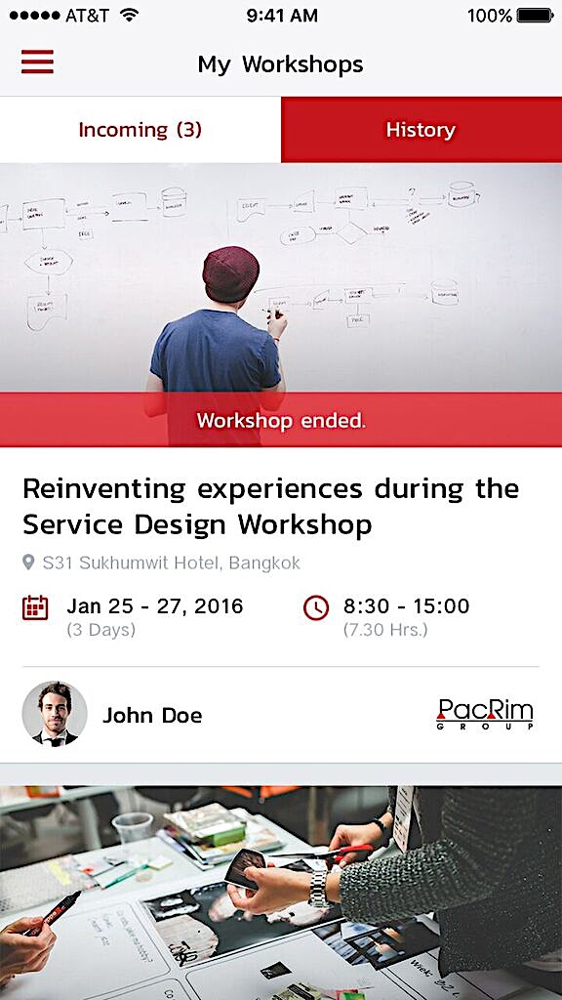 AT&T 9:41 AM 100%
My Workshops
Incoming (3) History
Workshop ended.
Reinventing experiences during the
Service Design Workshop
S31 Sukhumwit Hotel, Bangkok
Jan 25 - 27, 2016 8:30 - 15:00
(3 Days) (7.30 Hrs.)
John Doe PacRim
GROUP